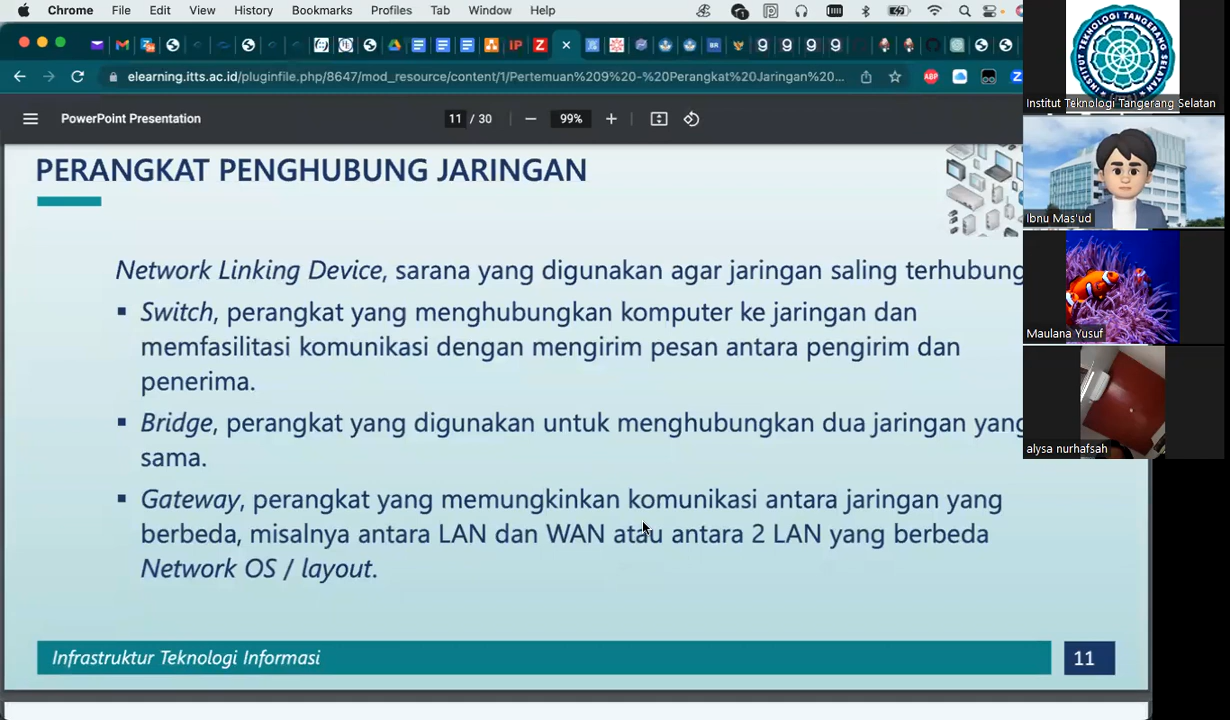 Chrome File Edit View History Bookmarks Profiles Tab Window Help
elearning.itts.ac.id/pluginfile.php/8647/mod_resource/content/1/Pertemuan%209%20-%20Perangkat%20Jaringan%20...
PowerPoint Presentation 11 / 30 99%
PERANGKAT PENGHUBUNG JARINGAN
Network Linking Device, sarana yang digunakan agar jaringan saling terhubung
▪ Switch, perangkat yang menghubungkan komputer ke jaringan dan
memfasilitasi komunikasi dengan mengirim pesan antara pengirim dan
penerima.
▪ Bridge, perangkat yang digunakan untuk menghubungkan dua jaringan yang
sama.
▪ Gateway, perangkat yang memungkinkan komunikasi antara jaringan yang
berbeda, misalnya antara LAN dan WAN atau antara 2 LAN yang berbeda
Network OS / layout.
Infrastruktur Teknologi Informasi 11
INSTITUT TEKNOLOGI TANGERANG SELATAN
Institut Teknologi Tangerang Selatan
Ibnu Mas'ud
Maulana Yusuf
alysa nurhafsah